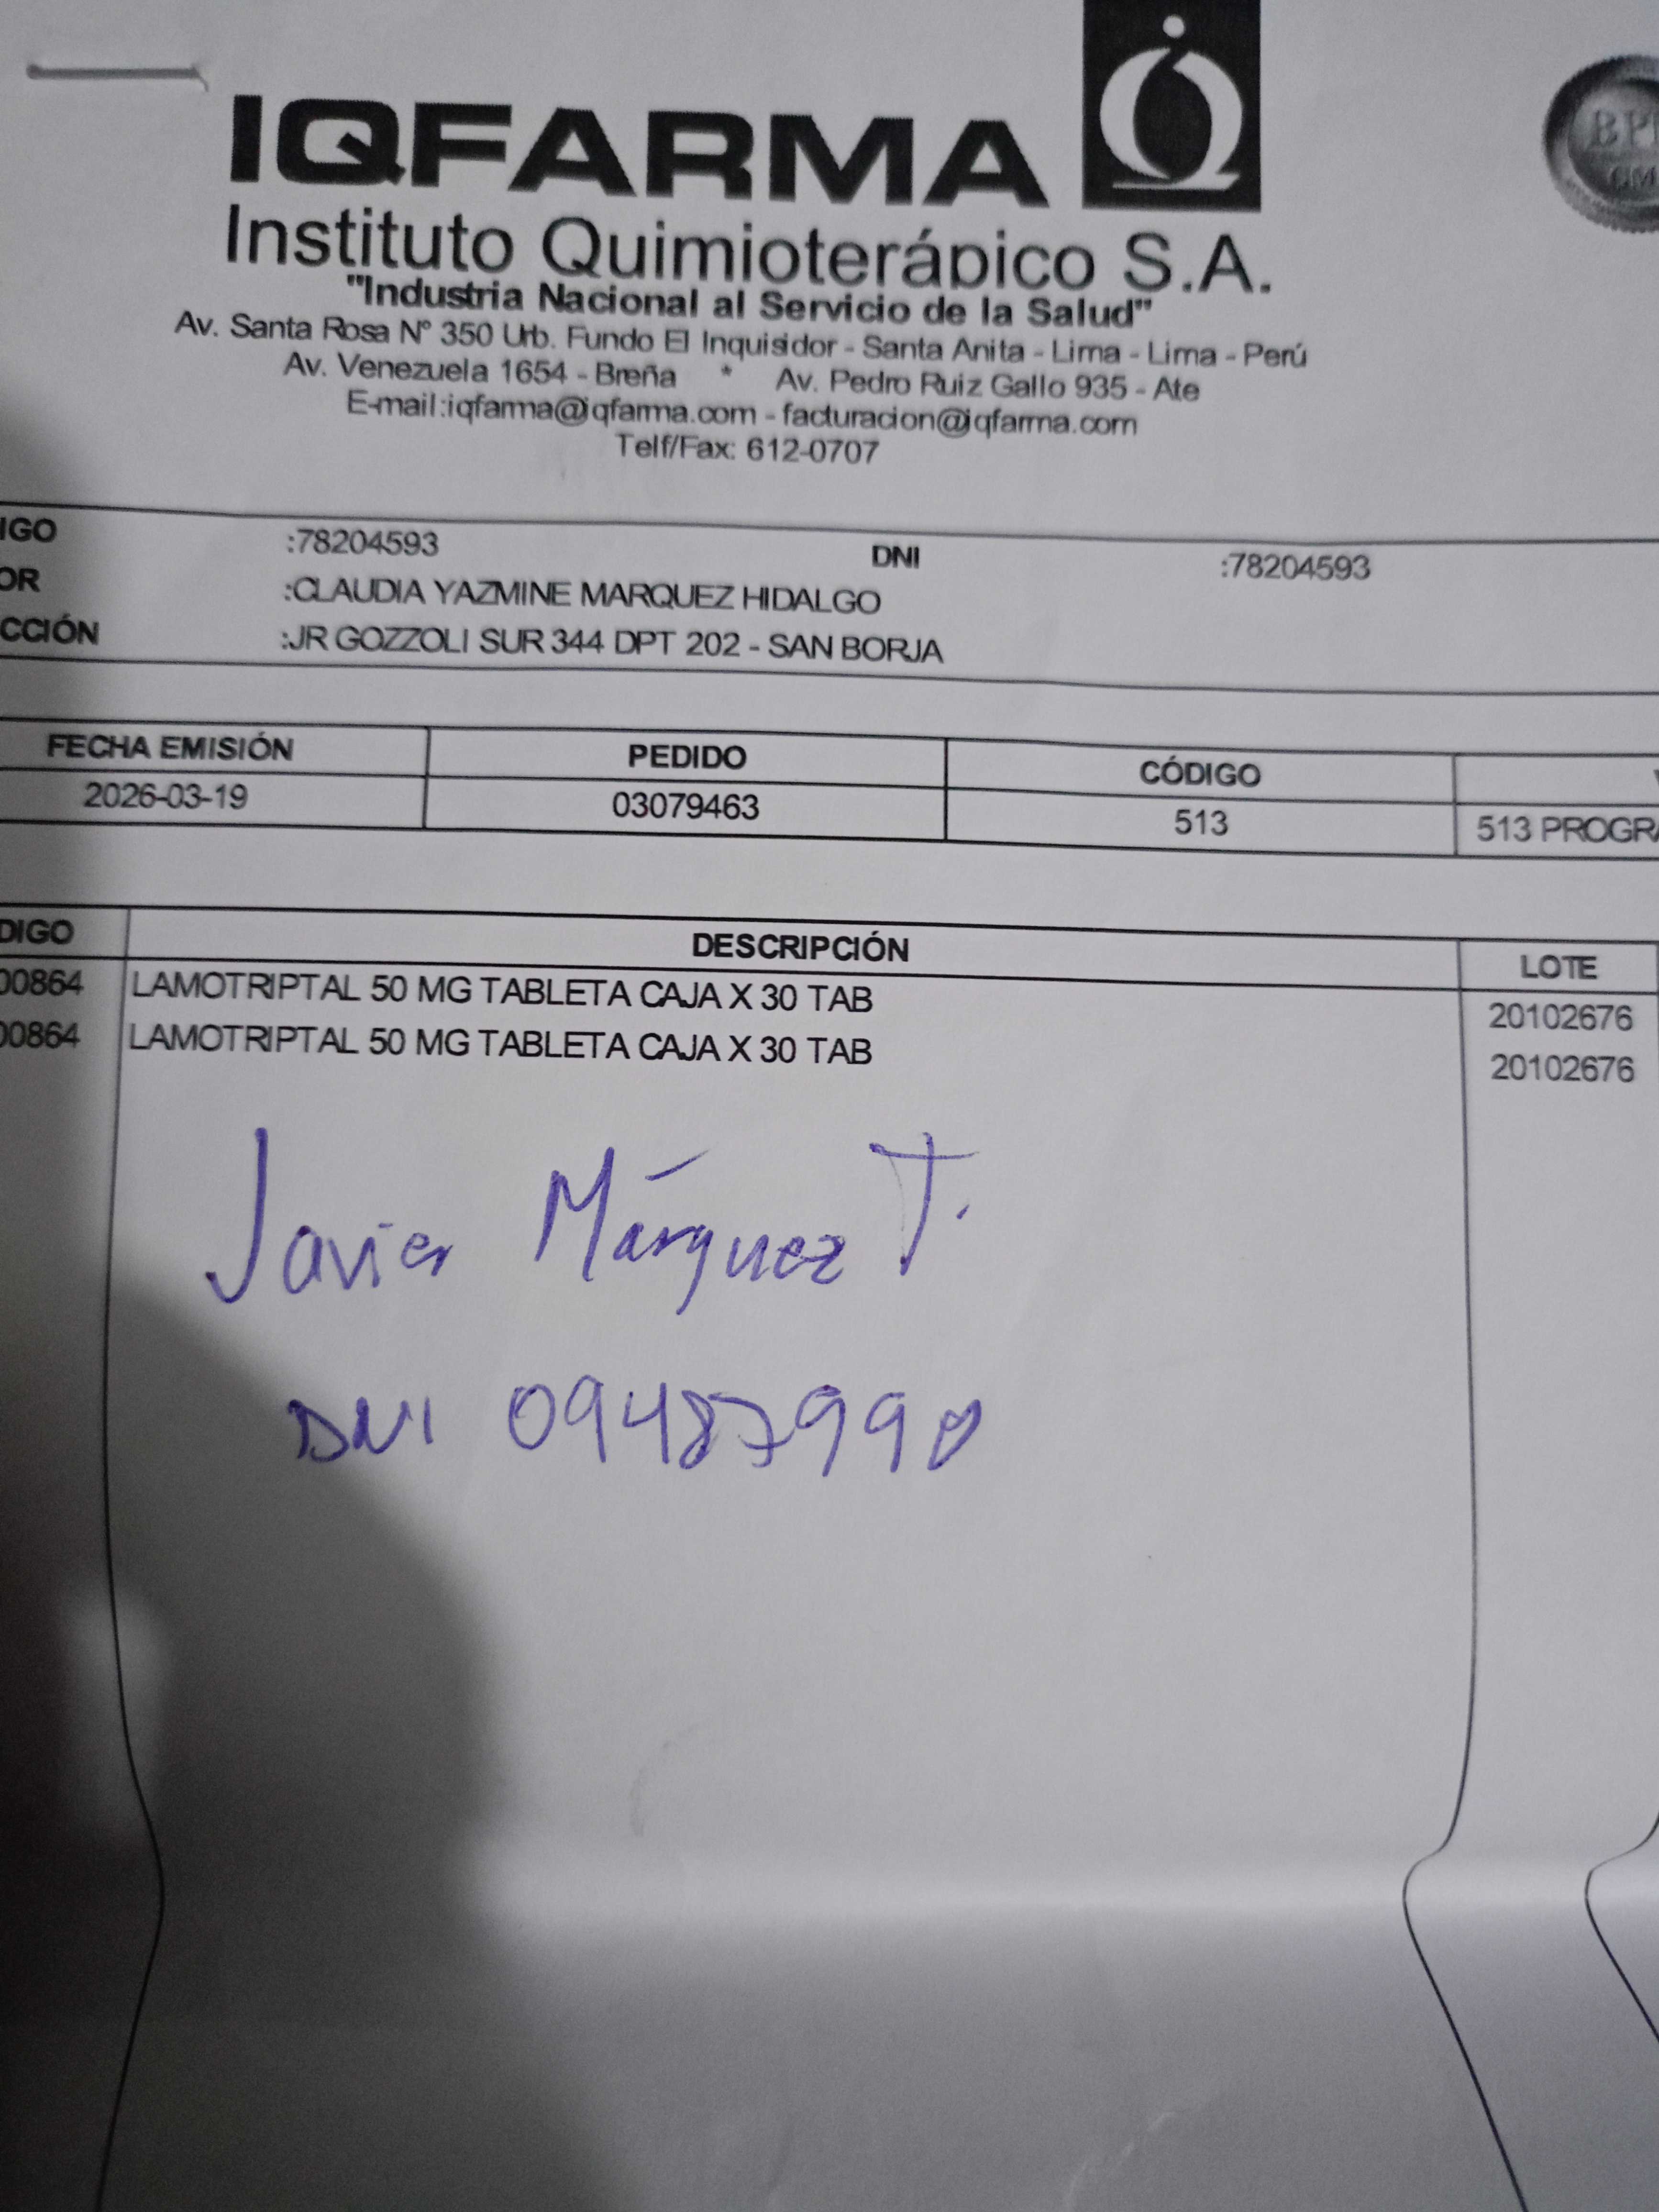 IQFARMA
Instituto Quimioterápico S.A.
"Industria Nacional al Servicio de la Salud"
Av. Santa Rosa N° 350 Urb. Fundo El Inquisidor - Santa Anita - Lima - Lima - Perú
Av. Venezuela 1654 - Breña * Av. Pedro Ruiz Gallo 935 - Ate
E-mail:iqfarma@iqfarma.com - facturacion@iqfarma.com
Telf/Fax: 612-0707
IGO :78204593 DNI :78204593
OR :CLAUDIA YAZMINE MARQUEZ HIDALGO
CCIÓN :JR GOZZOLI SUR 344 DPT 202 - SAN BORJA
FECHA EMISIÓN PEDIDO CÓDIGO
2026-03-19 03079463 513 513 PROGRA
DIGO DESCRIPCIÓN LOTE
00864 LAMOTRIPTAL 50 MG TABLETA CAJA X 30 TAB 20102676
00864 LAMOTRIPTAL 50 MG TABLETA CAJA X 30 TAB 20102676
Javier Márquez T.
DNI